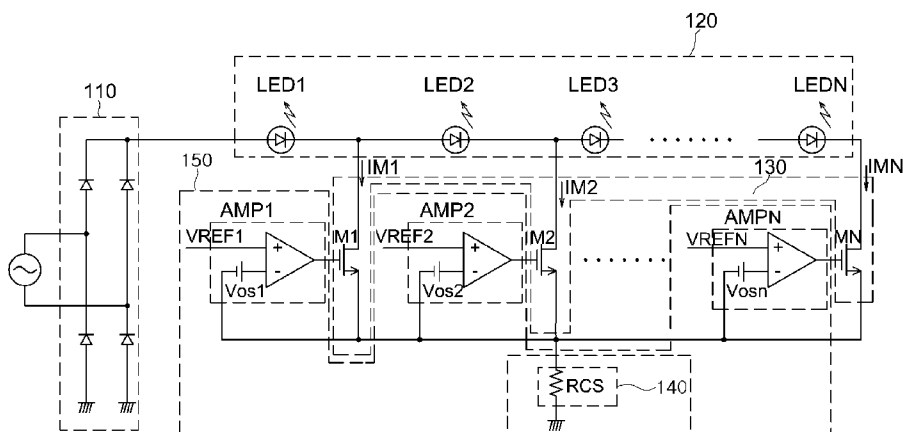 120
LED1 LED2 LED3 LEDN
110
150 IM1 IM2 130 IMN
AMP1 AMP2 AMPN
VREF1 M1 VREF2 M2 VREFN MN
+ + +
- - -
Vos1 Vos2 Vosn
RCS 140